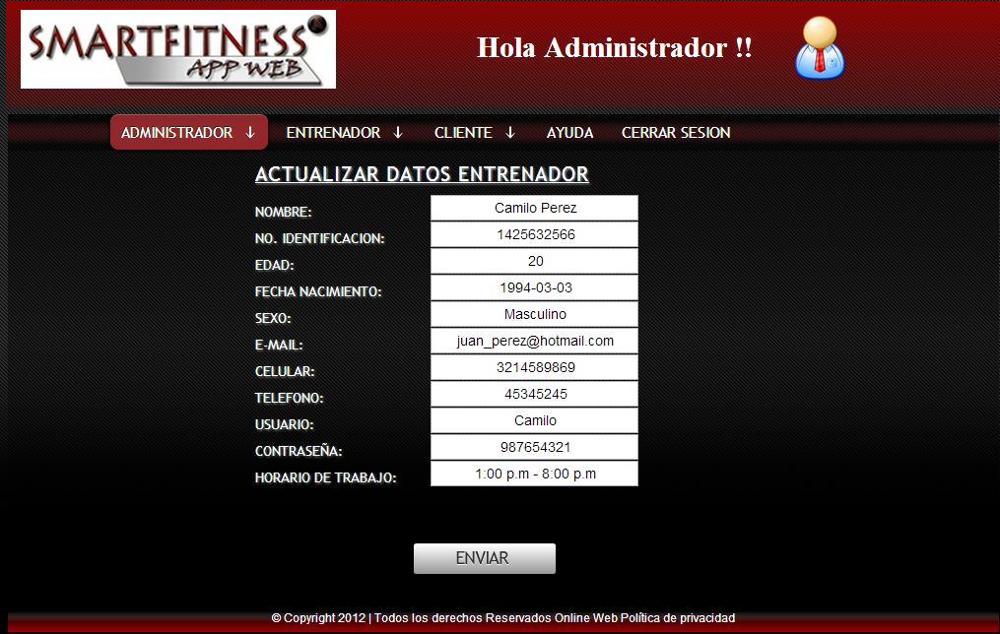 SMARTFITNESS
APP WEB
Hola Administrador !!
ADMINISTRADOR ↓ ENTRENADOR ↓ CLIENTE ↓ AYUDA CERRAR SESION
ACTUALIZAR DATOS ENTRENADOR
NOMBRE: Camilo Perez
NO. IDENTIFICACION: 1425632566
EDAD: 20
FECHA NACIMIENTO: 1994-03-03
SEXO: Masculino
E-MAIL: juan_perez@hotmail.com
CELULAR: 3214589869
TELEFONO: 45345245
USUARIO: Camilo
CONTRASEÑA: 987654321
HORARIO DE TRABAJO: 1:00 p.m - 8:00 p.m
ENVIAR
© Copyright 2012 | Todos los derechos Reservados Online Web Política de privacidad